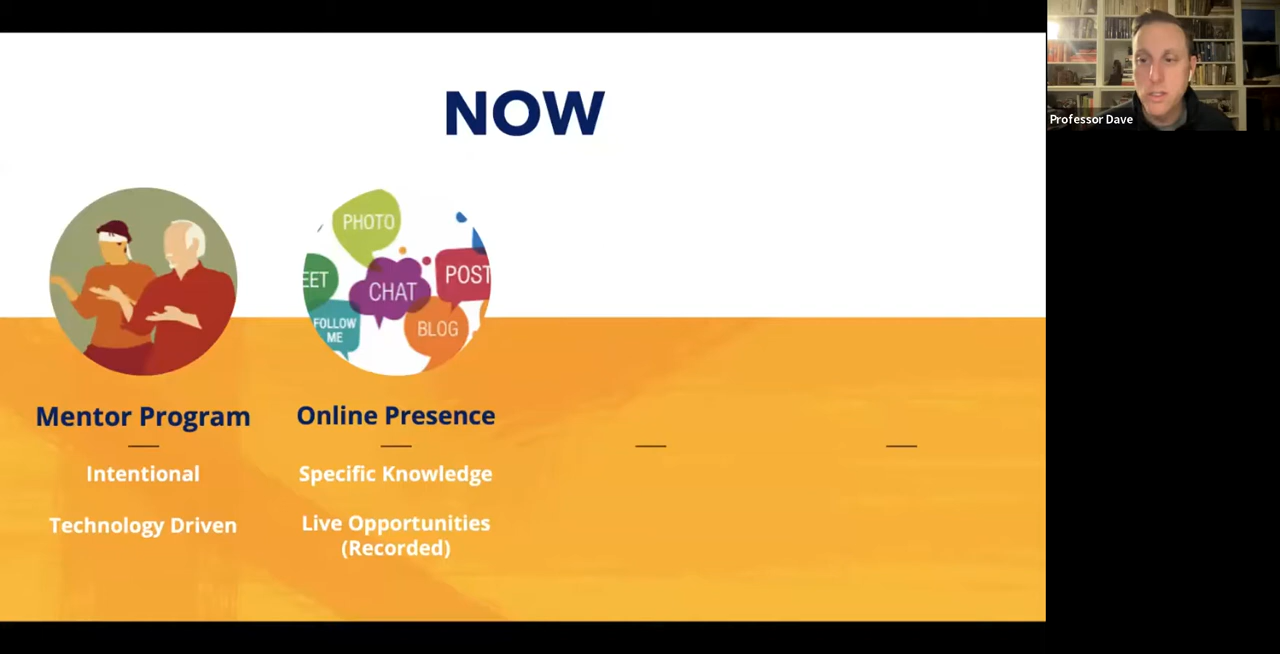 NOW
Professor Dave
PHOTO
EET
CHAT
POST
FOLLOW
ME
BLOG
Mentor Program
Online Presence
Intentional
Specific Knowledge
Technology Driven
Live Opportunities
(Recorded)